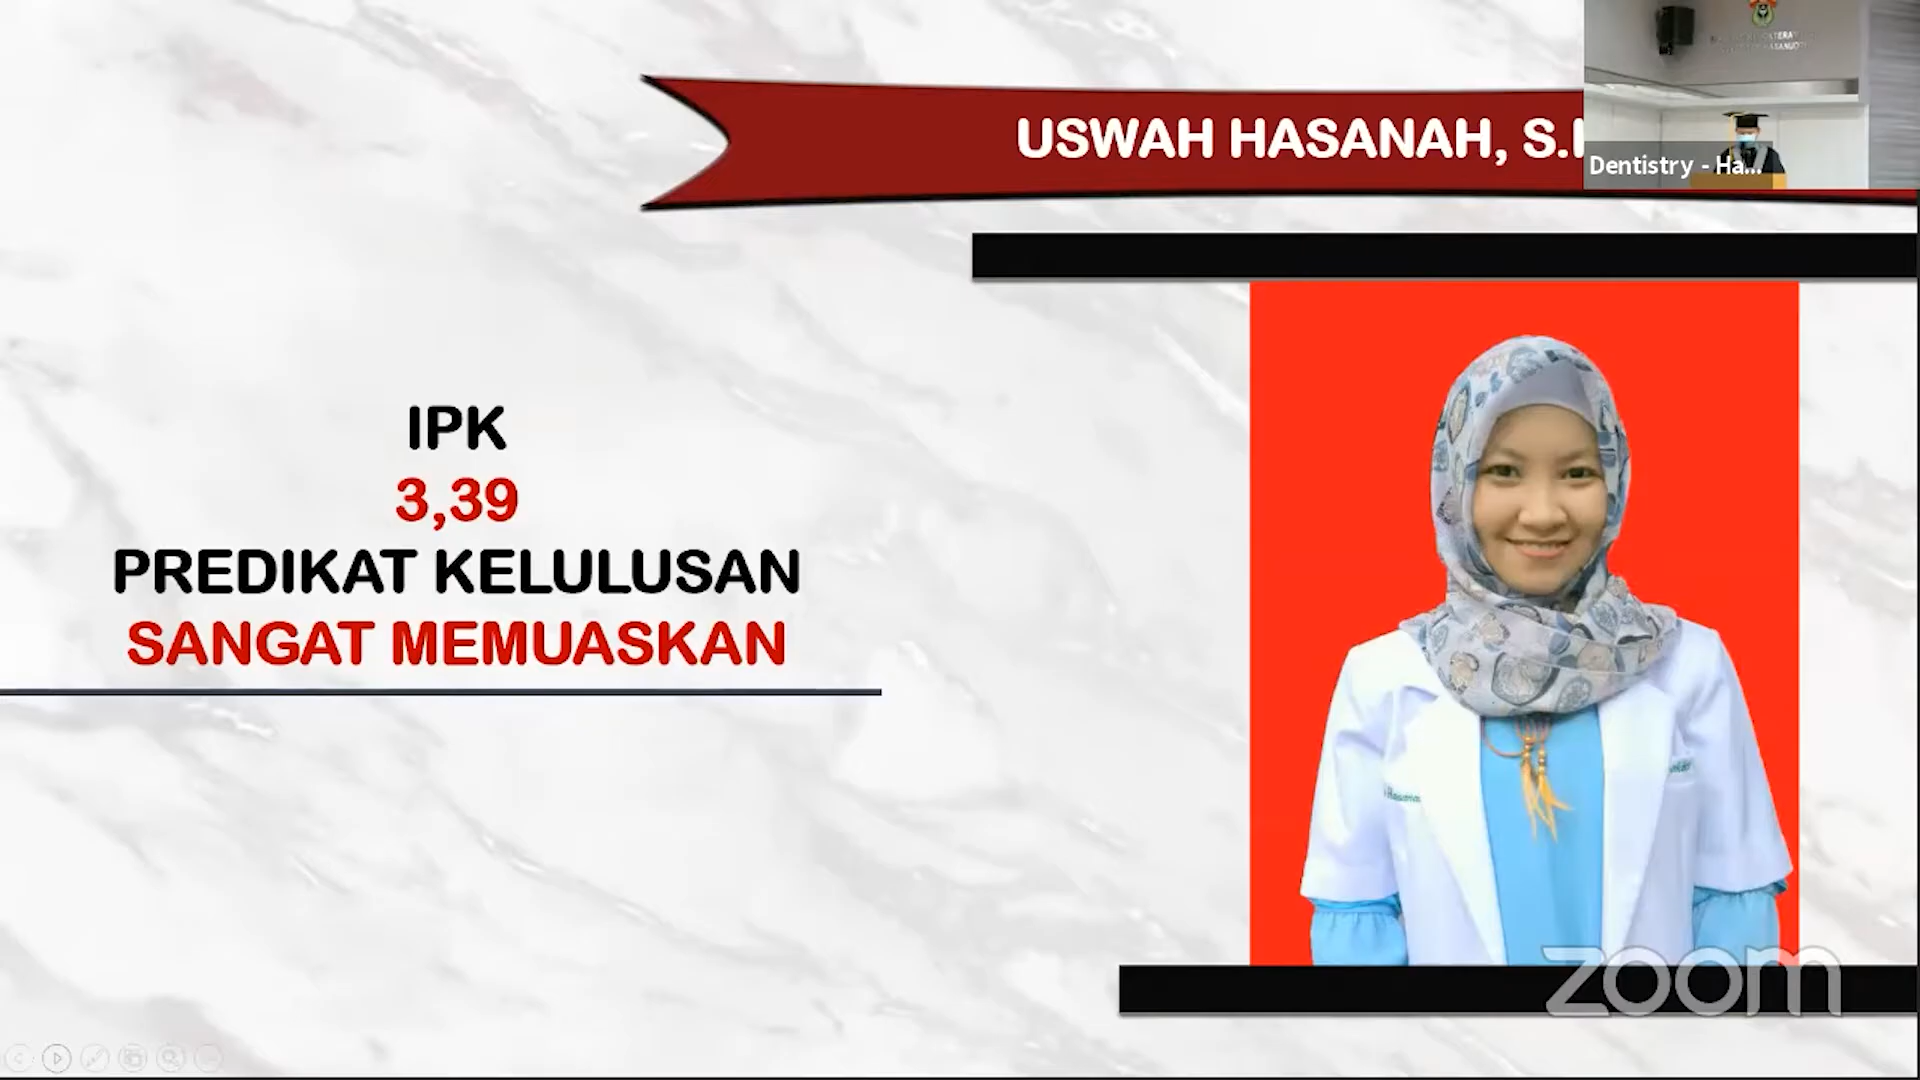 USWAH HASANAH, S.
Dentistry - Ha...
IPK
3,39
PREDIKAT KELULUSAN
SANGAT MEMUASKAN
zoom